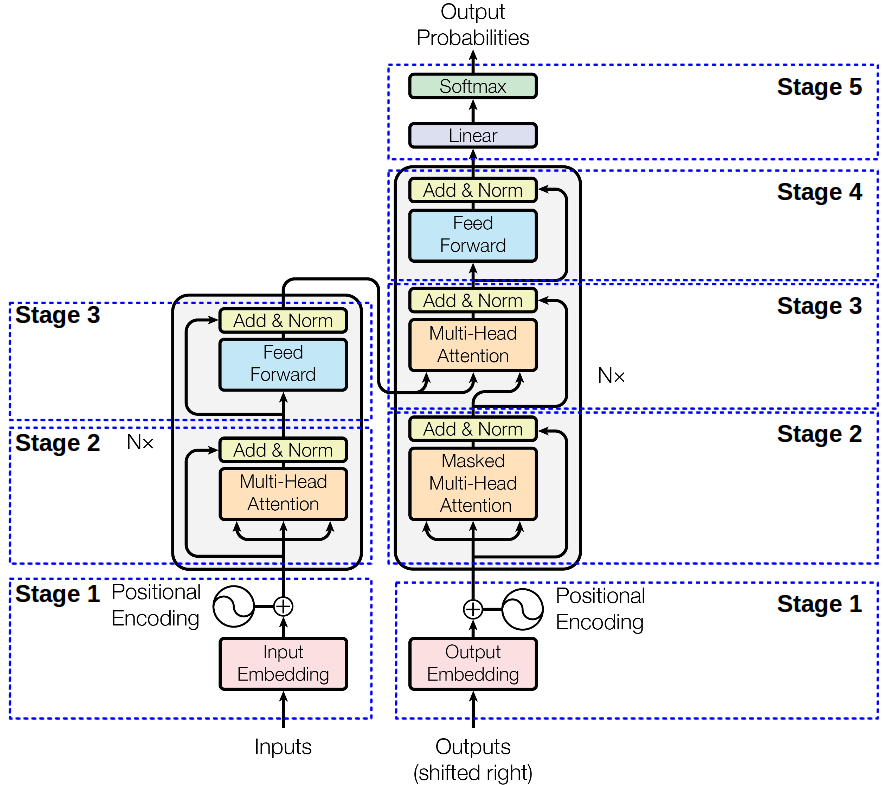 Output
Probabilities
Softmax
Stage 5
Linear
Add & Norm
Stage 4
Feed
Forward
Add & Norm
Stage 3
Multi-Head
Attention
Nx
Add & Norm
Stage 2
Masked
Multi-Head
Attention
Stage 3
Add & Norm
Feed
Forward
Stage 2
N×
Add & Norm
Multi-Head
Attention
Stage 1
Positional
Encoding
Input
Embedding
Inputs
Positional
Encoding
Stage 1
Output
Embedding
Outputs
(shifted right)